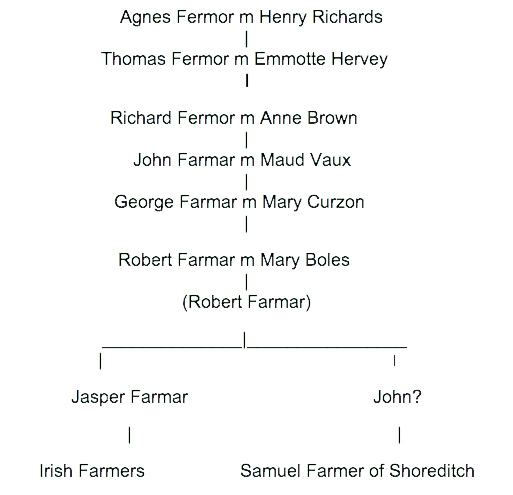 Agnes Fermor m Henry Richards
Thomas Fermor m Emmotte Hervey
Richard Fermor m Anne Brown
John Farmar m Maud Vaux
George Farmar m Mary Curzon
Robert Farmar m Mary Boles
(Robert Farmar)
Jasper Farmar John?
Irish Farmers Samuel Farmer of Shoreditch